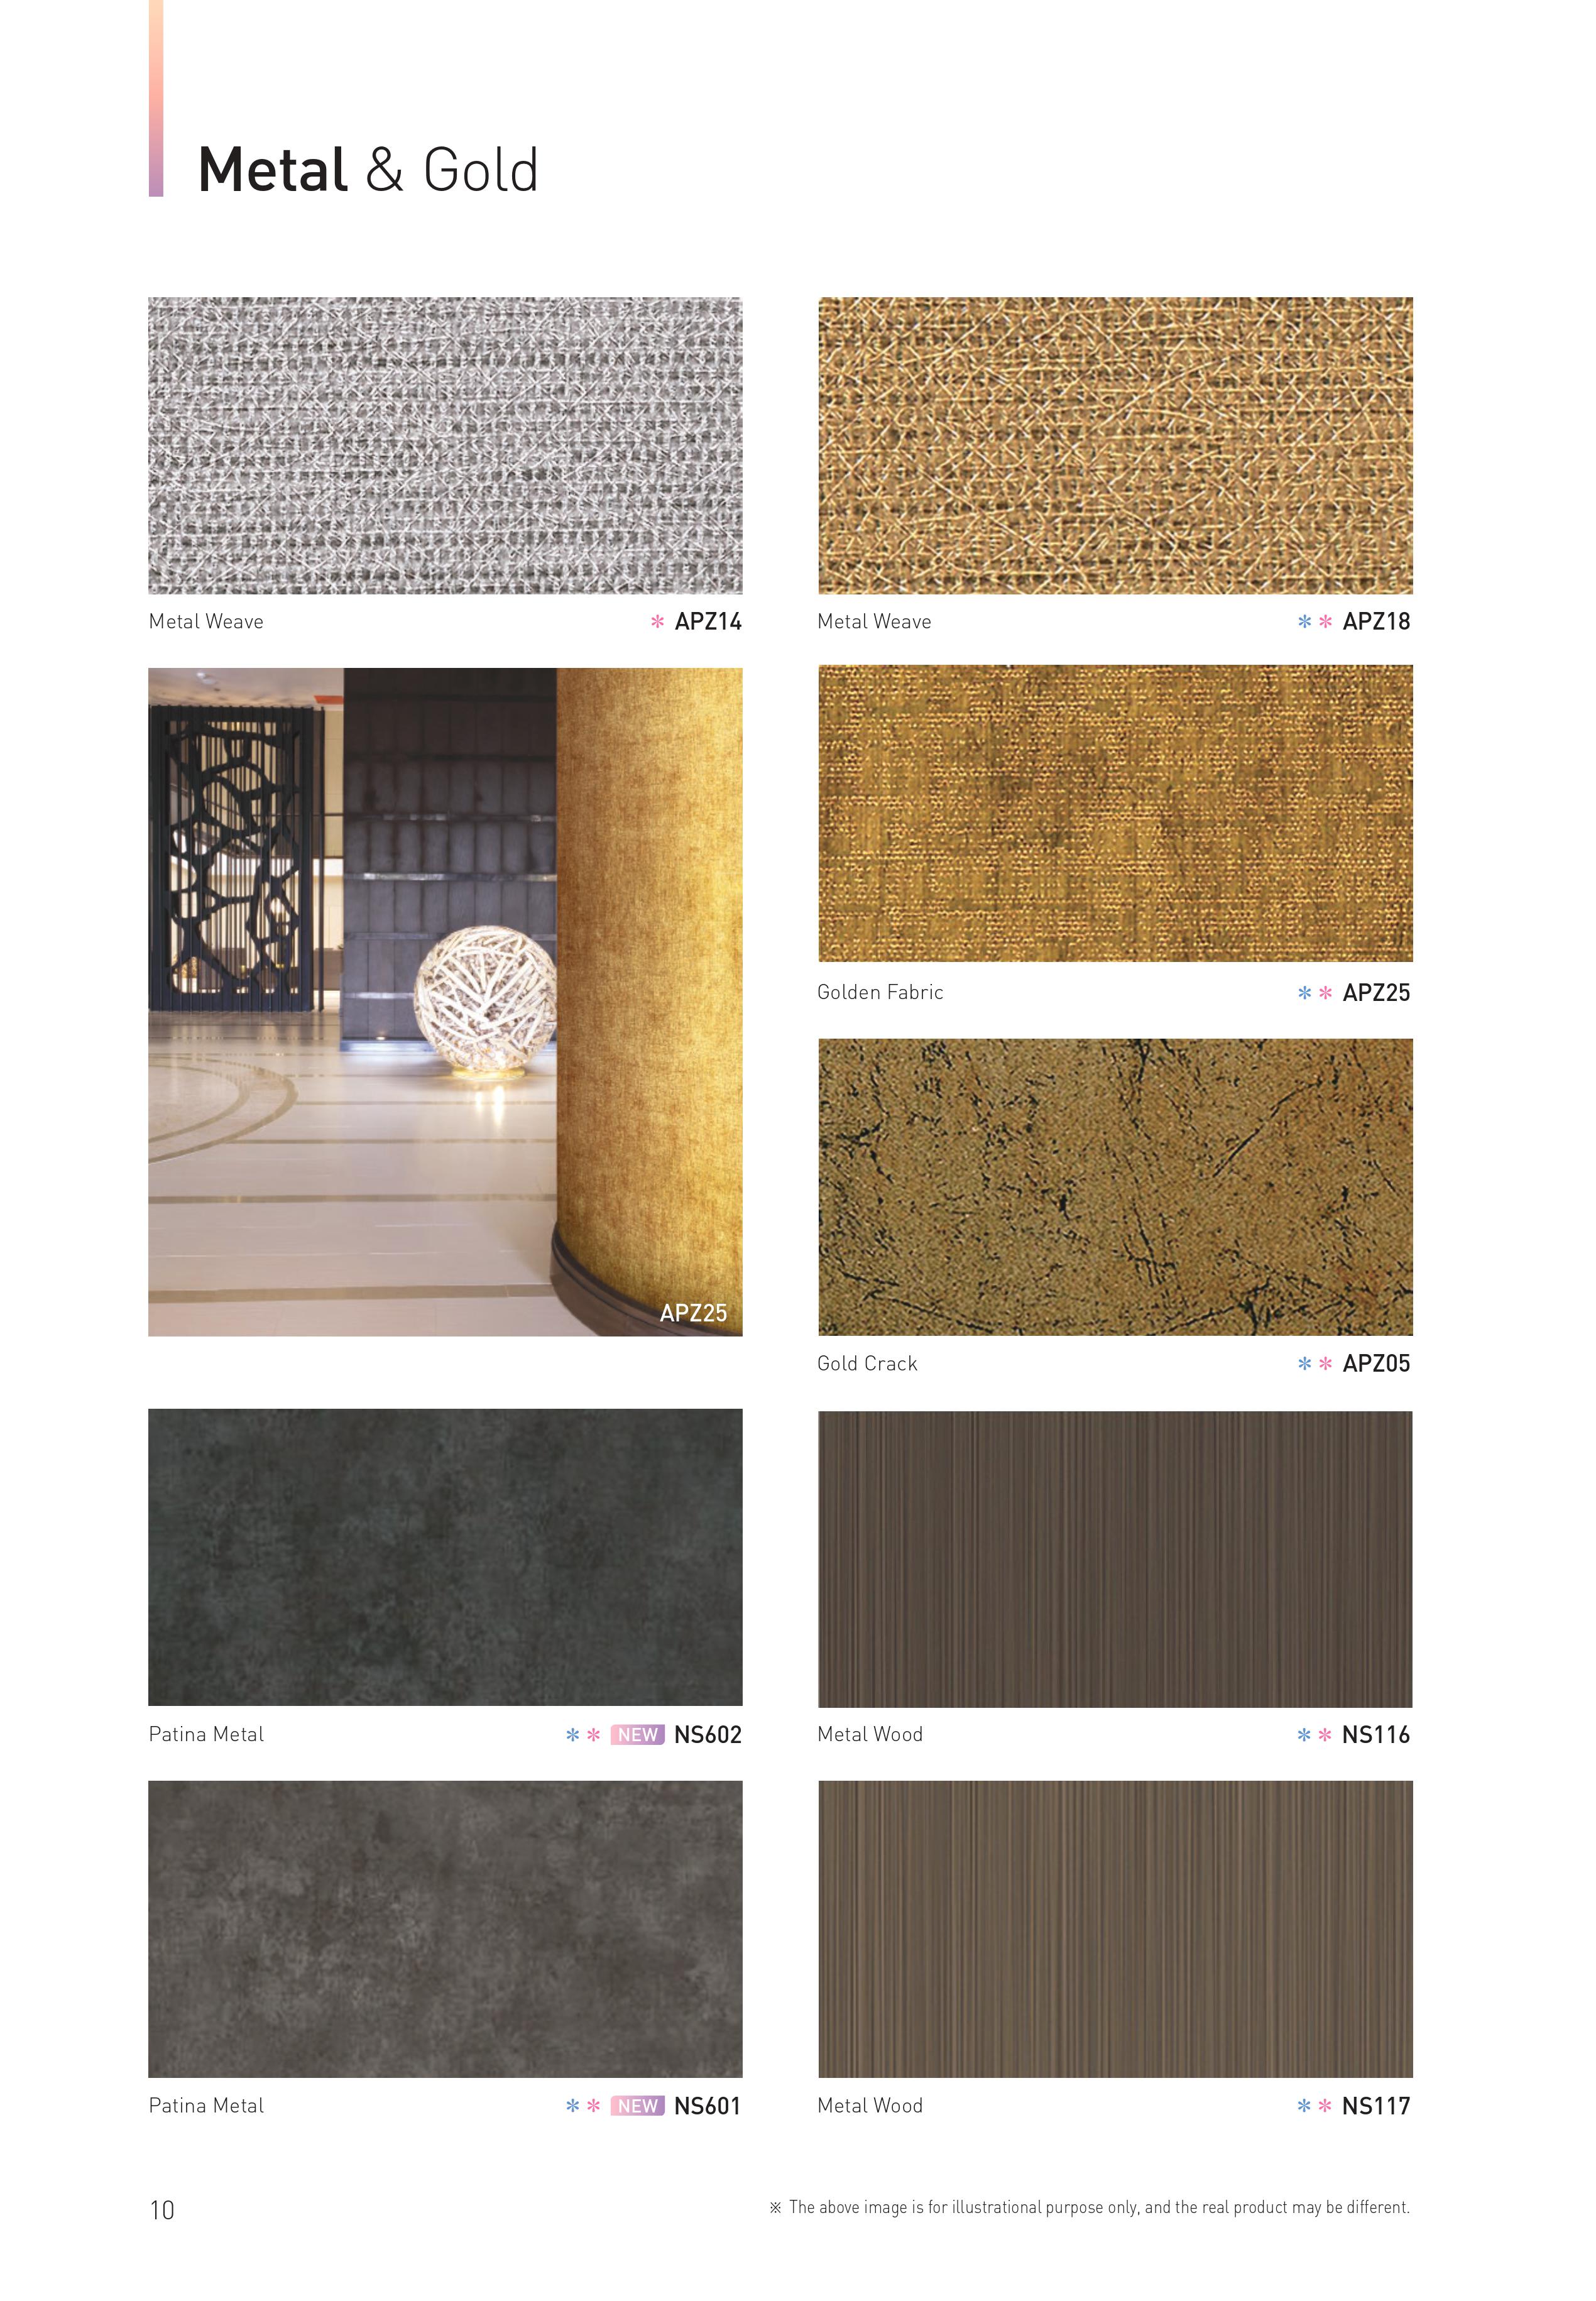 Metal & Gold
Metal Weave * APZ14
Metal Weave * * APZ18
APZ25
Golden Fabric * * APZ25
Gold Crack * * APZ05
Patina Metal * * NEW NS602
Metal Wood * * NS116
Patina Metal * * NEW NS601
Metal Wood * * NS117
10
※ The above image is for illustrational purpose only, and the real product may be different.